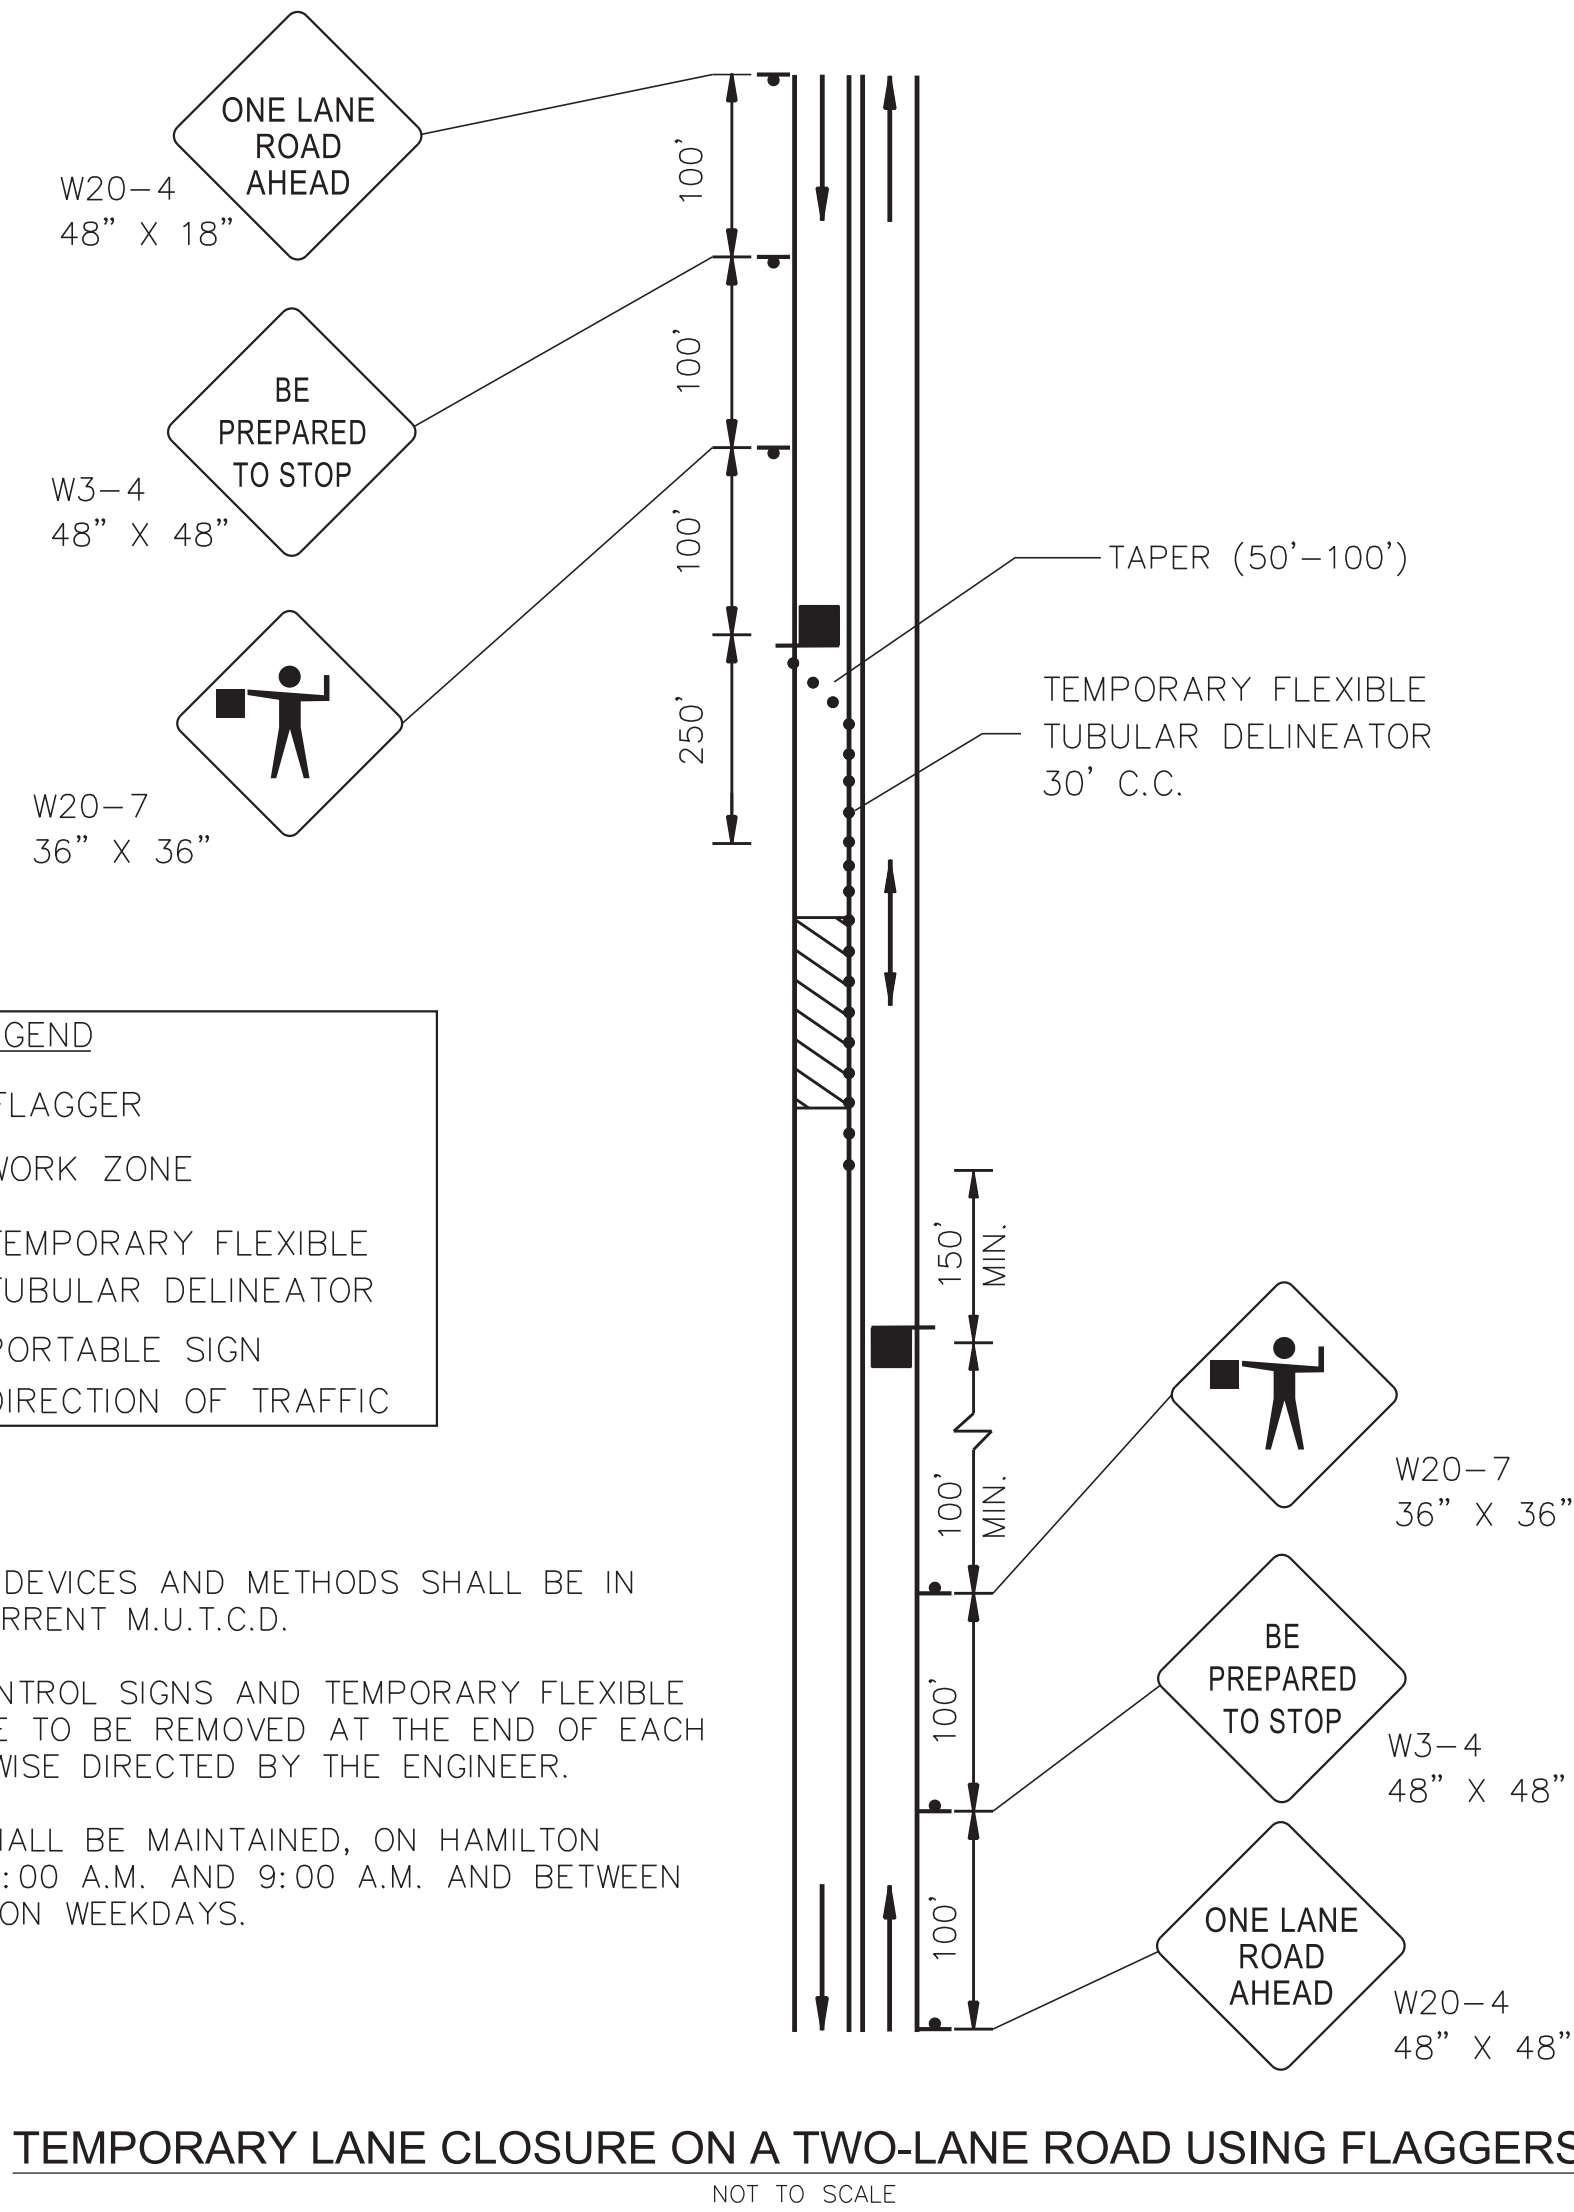 ONE LANE
ROAD
AHEAD
W20-4
48" X 18"
100'
BE
PREPARED
TO STOP
W3-4
48" X 48"
100'
W20-7
36" X 36"
100'
250'
TAPER (50'-100')
TEMPORARY FLEXIBLE
TUBULAR DELINEATOR
30' C.C.
GEND
FLAGGER
WORK ZONE
TEMPORARY FLEXIBLE
TUBULAR DELINEATOR
PORTABLE SIGN
DIRECTION OF TRAFFIC
150'
MIN.
100'
MIN.
W20-7
36" X 36"
100'
BE
PREPARED
TO STOP
W3-4
48" X 48"
100'
ONE LANE
ROAD
AHEAD
W20-4
48" X 48"
DEVICES AND METHODS SHALL BE IN
RRENT M.U.T.C.D.
NTROL SIGNS AND TEMPORARY FLEXIBLE
E TO BE REMOVED AT THE END OF EACH
WISE DIRECTED BY THE ENGINEER.
HALL BE MAINTAINED, ON HAMILTON
:00 A.M. AND 9:00 A.M. AND BETWEEN
ON WEEKDAYS.
TEMPORARY LANE CLOSURE ON A TWO-LANE ROAD USING FLAGGERS
NOT TO SCALE